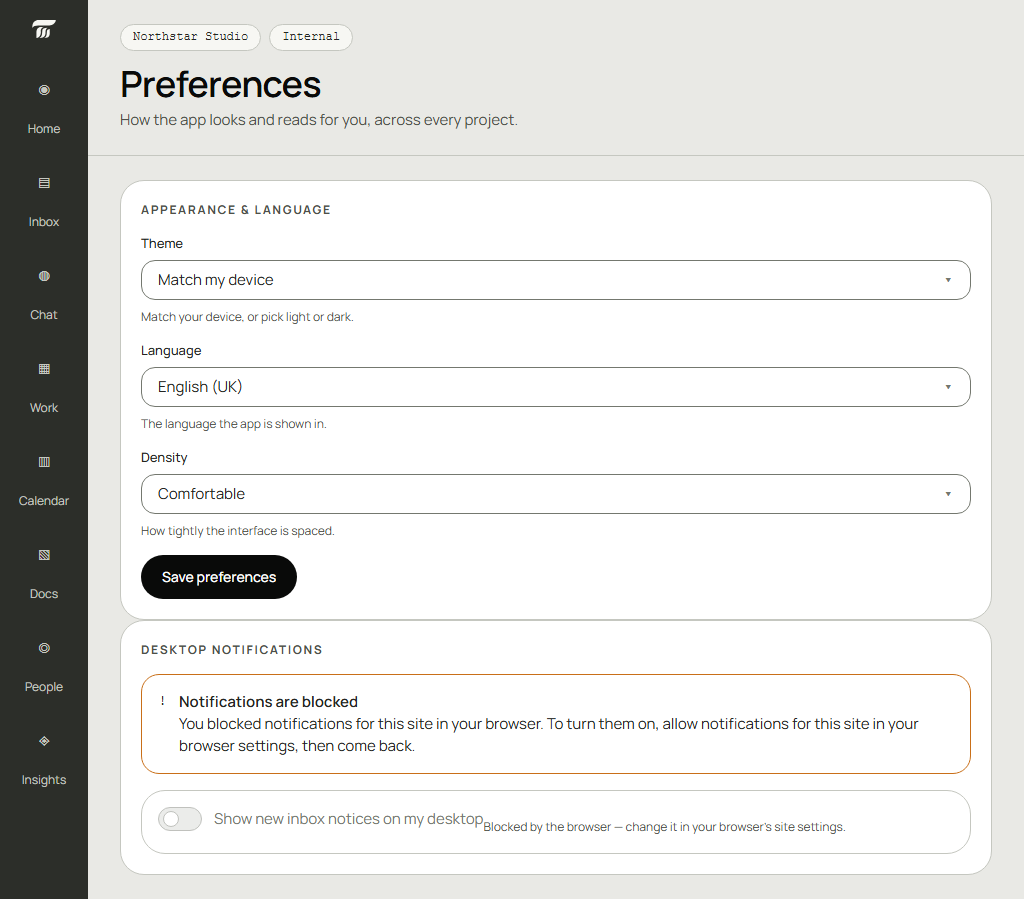 Northstar Studio
Internal
Preferences
How the app looks and reads for you, across every project.
Home
Inbox
Chat
Work
Calendar
Docs
People
Insights
APPEARANCE & LANGUAGE
Theme
Match my device
Match your device, or pick light or dark.
Language
English (UK)
The language the app is shown in.
Density
Comfortable
How tightly the interface is spaced.
Save preferences
DESKTOP NOTIFICATIONS
! Notifications are blocked
You blocked notifications for this site in your browser. To turn them on, allow notifications for this site in your
browser settings, then come back.
Show new inbox notices on my desktop
Blocked by the browser — change it in your browser's site settings.